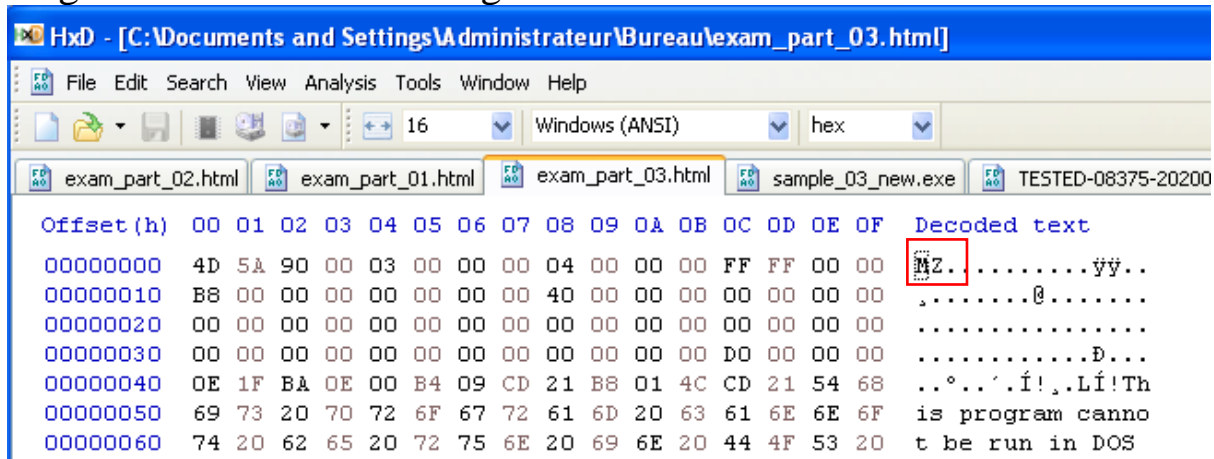 HxD - [C:\Documents and Settings\Administrateur\Bureau\exam_part_03.html]
File Edit Search View Analysis Tools Window Help
16 Windows (ANSI) hex
exam_part_02.html exam_part_01.html exam_part_03.html sample_03_new.exe TESTED-08375-20200
Offset(h) 00 01 02 03 04 05 06 07 08 09 0A 0B 0C 0D 0E 0F Decoded text
00000000 4D 5A 90 00 03 00 00 00 04 00 00 00 FF FF 00 00 MZ..........ÿÿ..
00000010 B8 00 00 00 00 00 00 00 40 00 00 00 00 00 00 00 ¸.......@.......
00000020 00 00 00 00 00 00 00 00 00 00 00 00 00 00 00 00 ................
00000030 00 00 00 00 00 00 00 00 00 00 00 00 D0 00 00 00 ............Ð...
00000040 0E 1F BA 0E 00 B4 09 CD 21 B8 01 4C CD 21 54 68 ..º..´.Í!¸.LÍ!Th
00000050 69 73 20 70 72 6F 67 72 61 6D 20 63 61 6E 6E 6F is program canno
00000060 74 20 62 65 20 72 75 6E 20 69 6E 20 44 4F 53 20 t be run in DOS